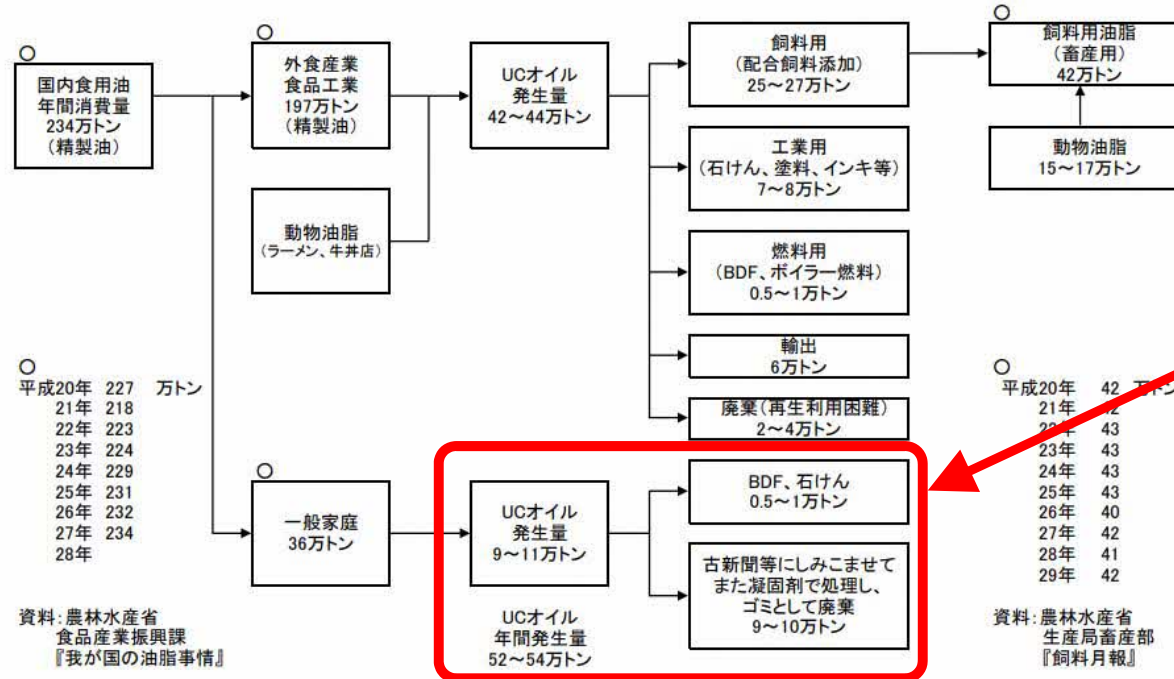 ○
国内食用油
年間消費量
234万トン
(精製油)
○
外食産業
食品工業
197万トン
(精製油)
動物油脂
(ラーメン、牛丼店)
UCオイル
発生量
42～44万トン
飼料用
(配合飼料添加)
25～27万トン
工業用
(石けん、塗料、インキ等)
7～8万トン
燃料用
(BDF、ボイラー燃料)
0.5～1万トン
輸出
6万トン
廃棄(再生利用困難)
2～4万トン
○
飼料用油脂
(畜産用)
42万トン
動物油脂
15～17万トン
○
平成20年 227 万トン
21年 218
22年 223
23年 224
24年 229
25年 231
26年 232
27年 234
28年
資料:農林水産省
食品産業振興課
『我が国の油脂事情』
○
一般家庭
36万トン
UCオイル
発生量
9～11万トン
UCオイル
年間発生量
52～54万トン
BDF、石けん
0.5～1万トン
古新聞等にしみこませて
また凝固剤で処理し、
ゴミとして廃棄
9～10万トン
○
平成20年 42 万トン
21年 42
22年 43
23年 43
24年 43
25年 43
26年 40
27年 42
28年 41
29年 42
資料:農林水産省
生産局畜産部
『飼料月報』